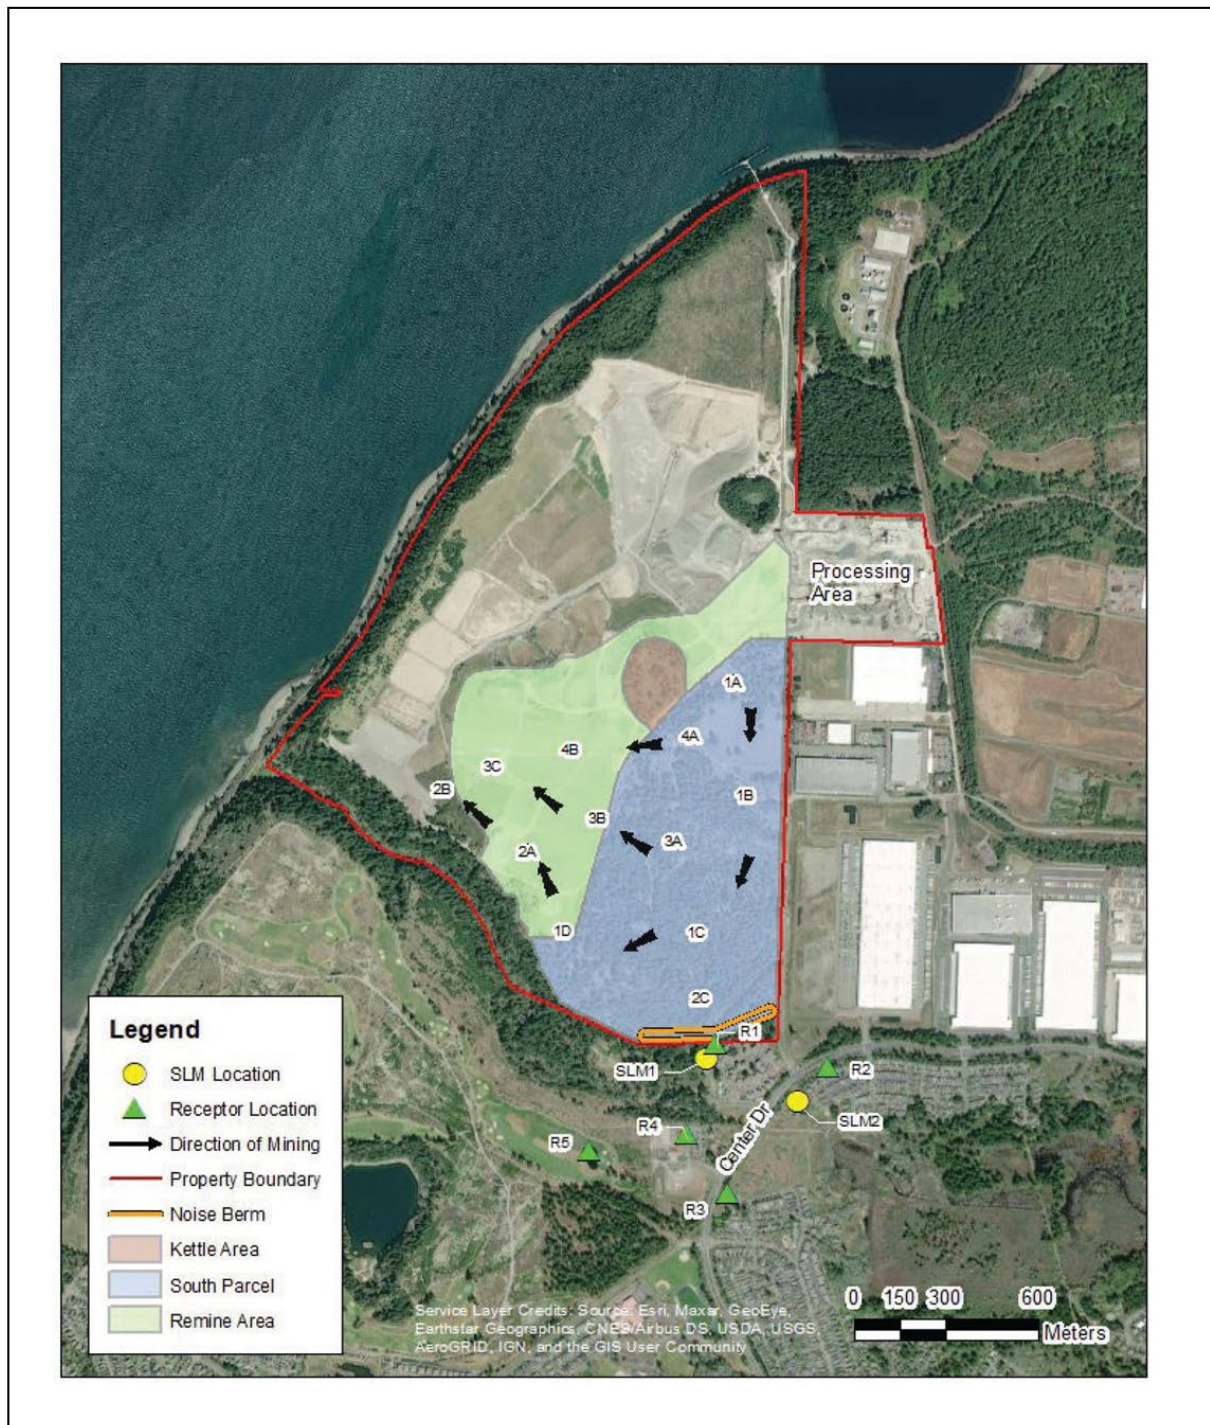 Processing
Area
1A
4A
4B
3C
2B
1B
3B
3A
2A
1D
1C
2C
R1
SLM1
R2
SLM2
R4
R5
Center Dr
R3
Legend
SLM Location
Receptor Location
Direction of Mining
Property Boundary
Noise Berm
Kettle Area
South Parcel
Remine Area
0 150 300 600
Meters
Service Layer Credits: Source: Esri, Maxar, GeoEye,
Earthstar Geographics, CNES/Airbus DS, USDA, USGS,
AeroGRID, IGN, and the GIS User Community